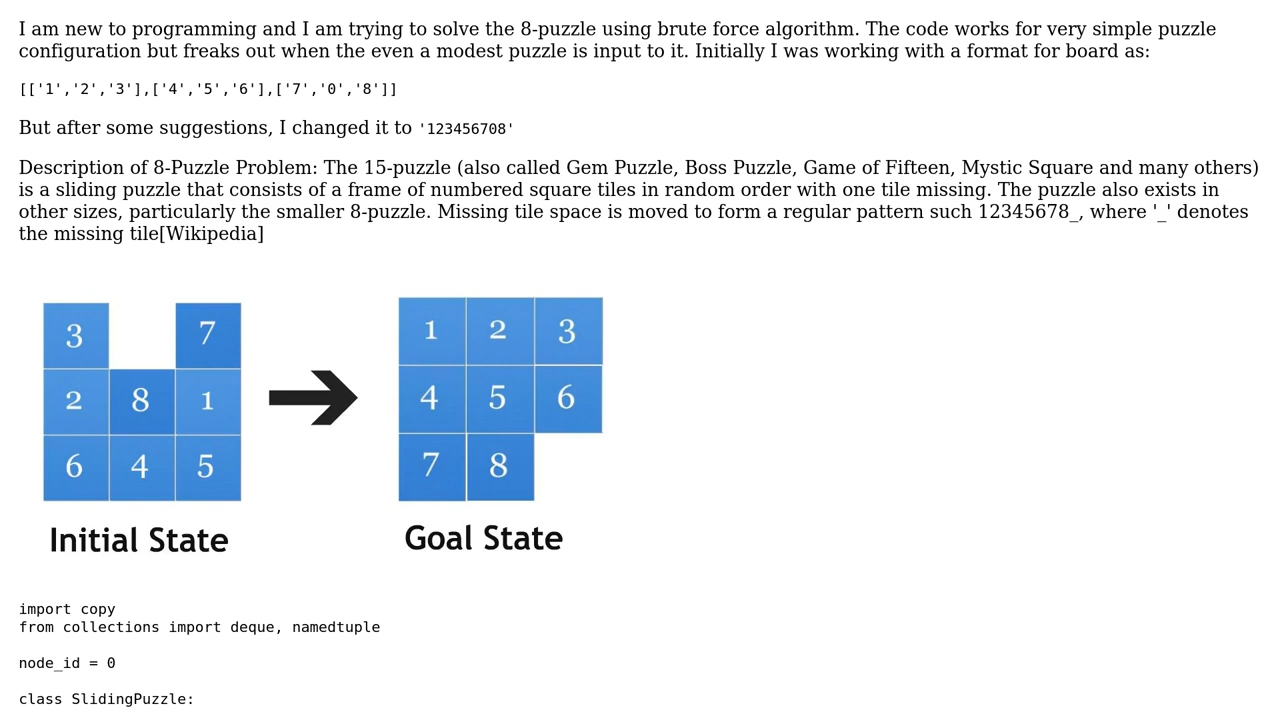 I am new to programming and I am trying to solve the 8-puzzle using brute force algorithm. The code works for very simple puzzle
configuration but freaks out when the even a modest puzzle is input to it. Initially I was working with a format for board as:
[['1','2','3'],['4','5','6'],['7','0','8']]
But after some suggestions, I changed it to '123456708'
Description of 8-Puzzle Problem: The 15-puzzle (also called Gem Puzzle, Boss Puzzle, Game of Fifteen, Mystic Square and many others)
is a sliding puzzle that consists of a frame of numbered square tiles in random order with one tile missing. The puzzle also exists in
other sizes, particularly the smaller 8-puzzle. Missing tile space is moved to form a regular pattern such 12345678_, where '_' denotes
the missing tile[Wikipedia]
3 7
2 8 1
6 4 5
Initial State
1 2 3
4 5 6
7 8
Goal State
import copy
from collections import deque, namedtuple
node_id = 0
class SlidingPuzzle: